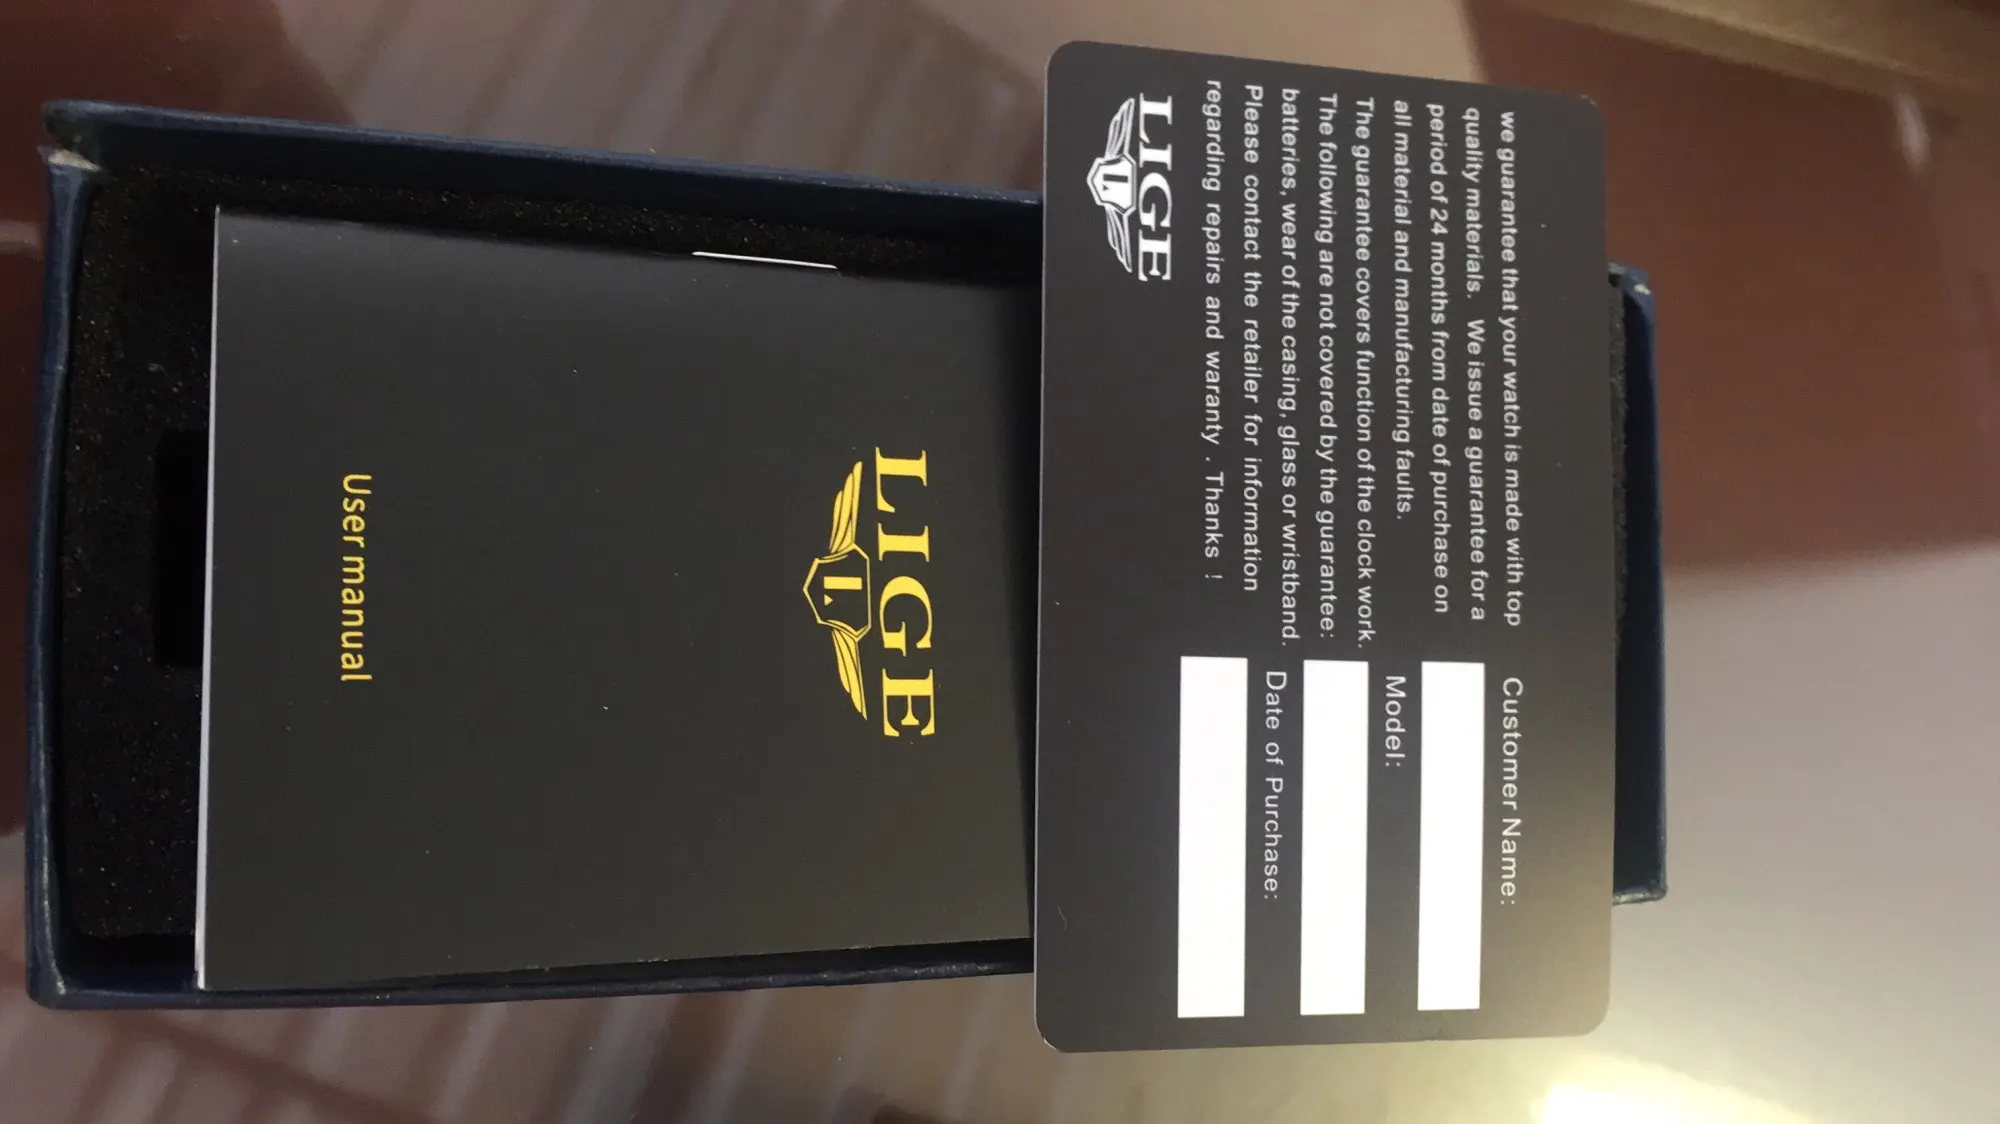 we guarantee that your watch is made with top
quality materials. We issue a guarantee for a
period of 24 months from date of purchase on
all material and manufacturing faults.
The guarantee covers function of the clock work.
The following are not covered by the guarantee:
batteries, wear of the casing, glass or wristband.
Please contact the retailer for information
regarding repairs and warranty . Thanks !
LIGE
L
Customer Name:
Model:
Date of Purchase:
LIGE
L
User manual